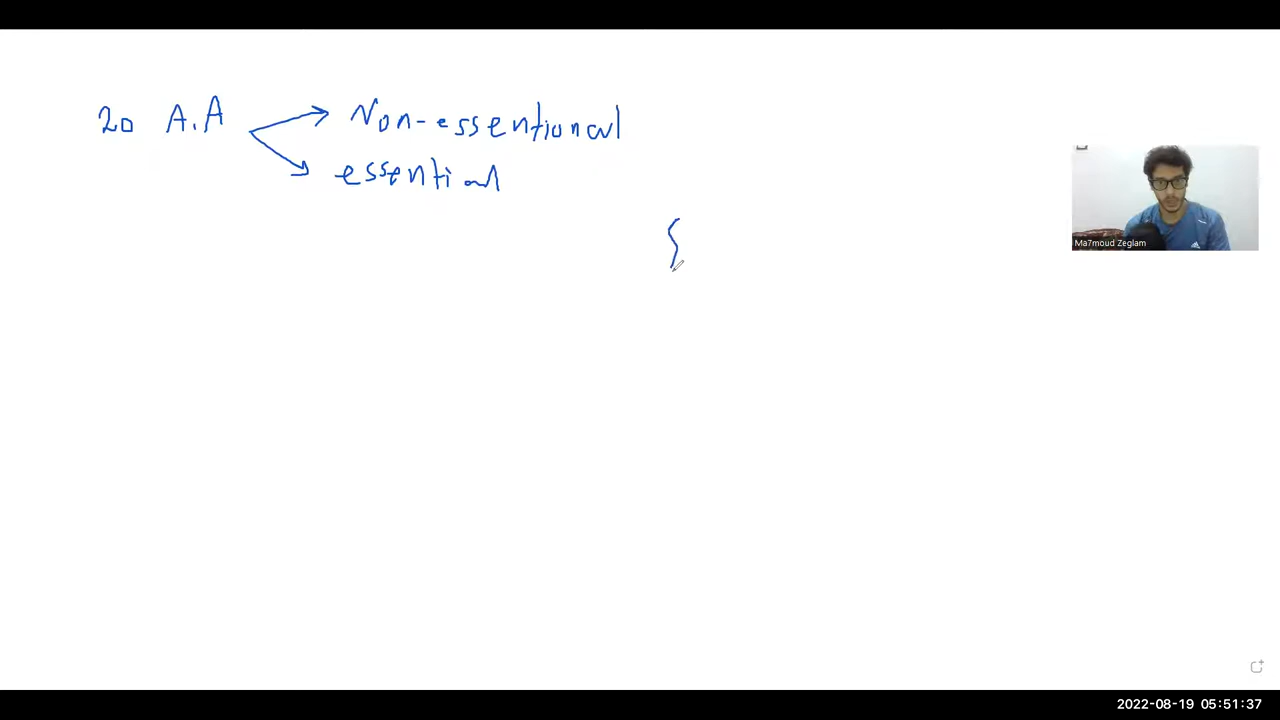 20 A.A Non-essentional
essential
{
Ma7moud Zeglam
2022-08-19 05:51:37